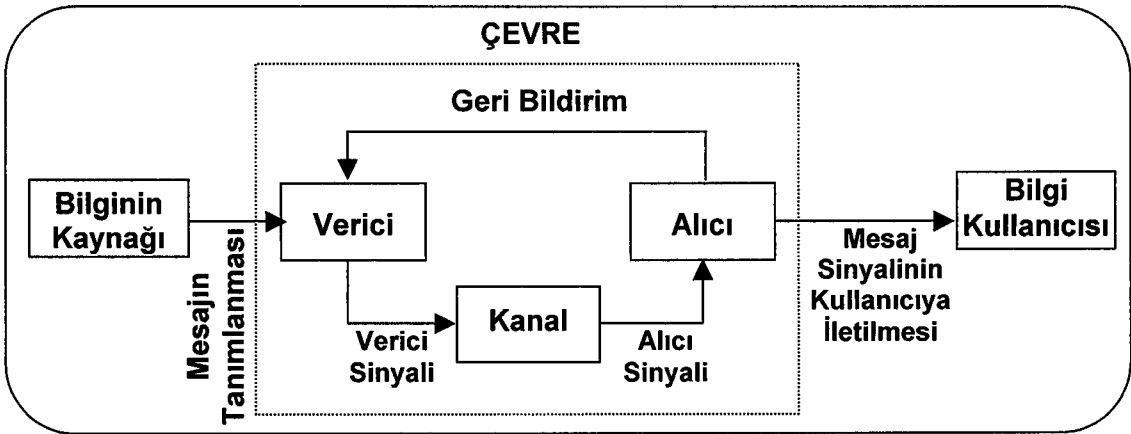 ÇEVRE
Geri Bildirim
Bilginin
Kaynağı
Mesajın
Tanımlanması
Verici
Verici
Sinyali
Kanal
Alıcı
Sinyali
Alıcı
Mesaj
Sinyalinin
Kullanıcıya
İletilmesi
Bilgi
Kullanıcısı